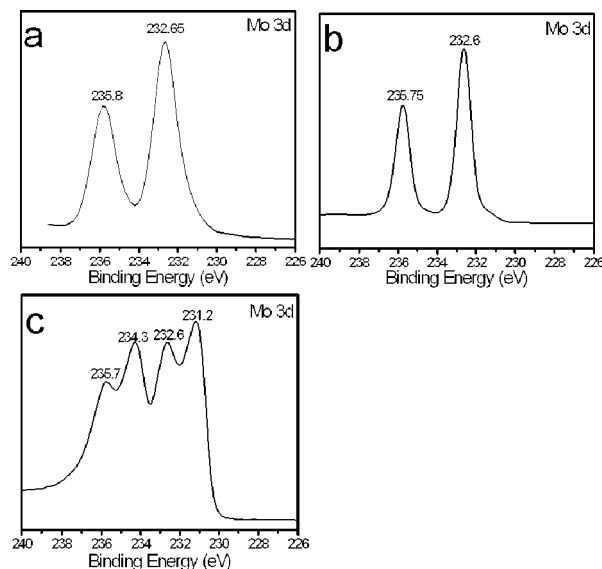 a
Mo 3d
232.65
235.8
240 238 236 234 232 230 228 226
Binding Energy (eV)
b
Mo 3d
232.6
235.75
240 238 236 234 232 230 228 226
Binding Energy (eV)
c
Mo 3d
231.2
234.3 232.6
235.7
240 238 236 234 232 230 228 226
Binding Energy (eV)